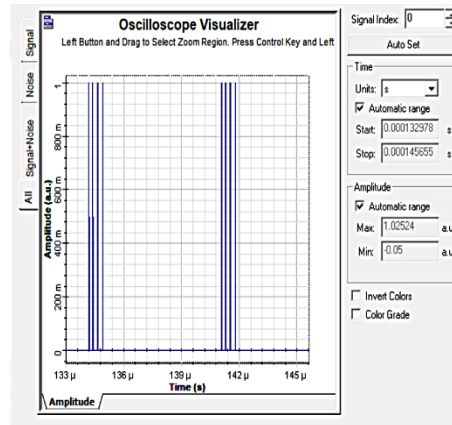 Oscilloscope Visualizer
Left Button and Drag to Select Zoom Region, Press Control Key and Left
Signal
Noise
Signal+Noise
All
Amplitude (a.u.)
1
800 m
600 m
400 m
200 m
0
133 µ 136 µ 139 µ 142 µ 145 µ
Time (s)
Amplitude
Signal Index: 0
Auto Set
Time
Units: s
Automatic range
Start: 0.000132978 s
Stop: 0.000145655 s
Amplitude
Automatic range
Max: 1.02524 a.u
Min: -0.05 a.u
Invert Colors
Color Grade